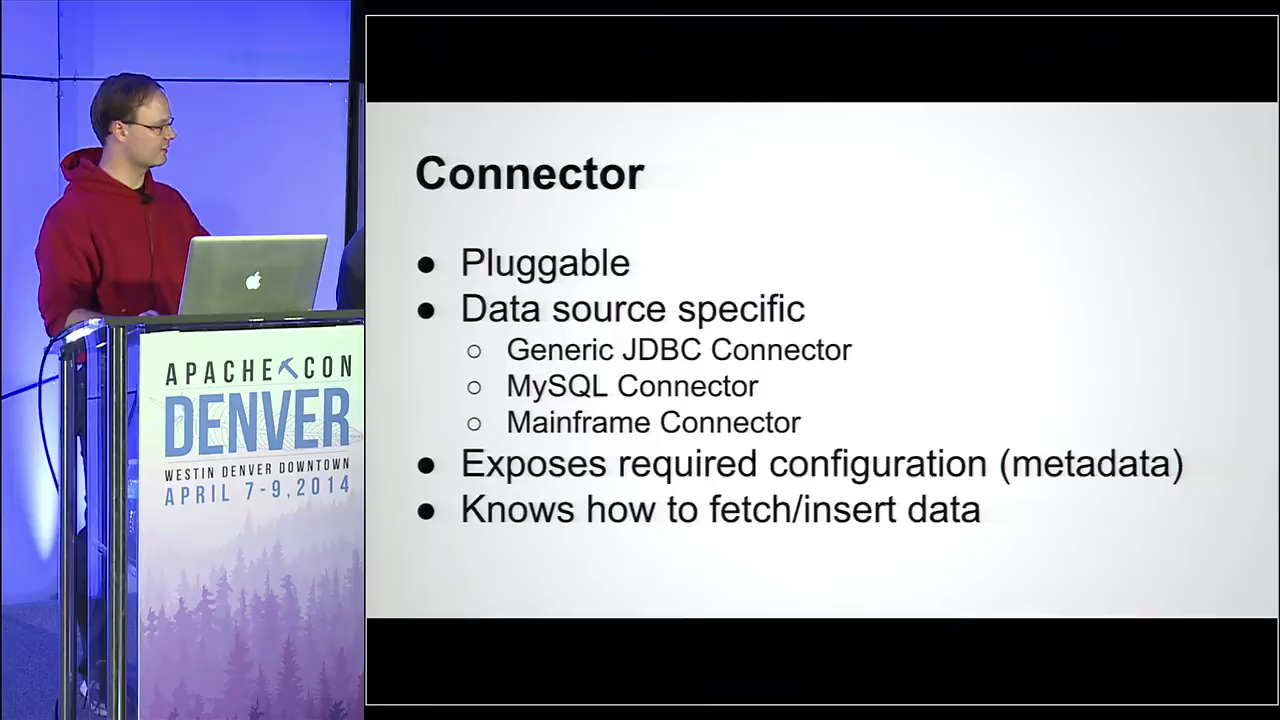 APACHE CON
DENVER
WESTIN DENVER DOWNTOWN
APRIL 7-9, 2014
Connector
● Pluggable
● Data source specific
○ Generic JDBC Connector
○ MySQL Connector
○ Mainframe Connector
● Exposes required configuration (metadata)
● Knows how to fetch/insert data